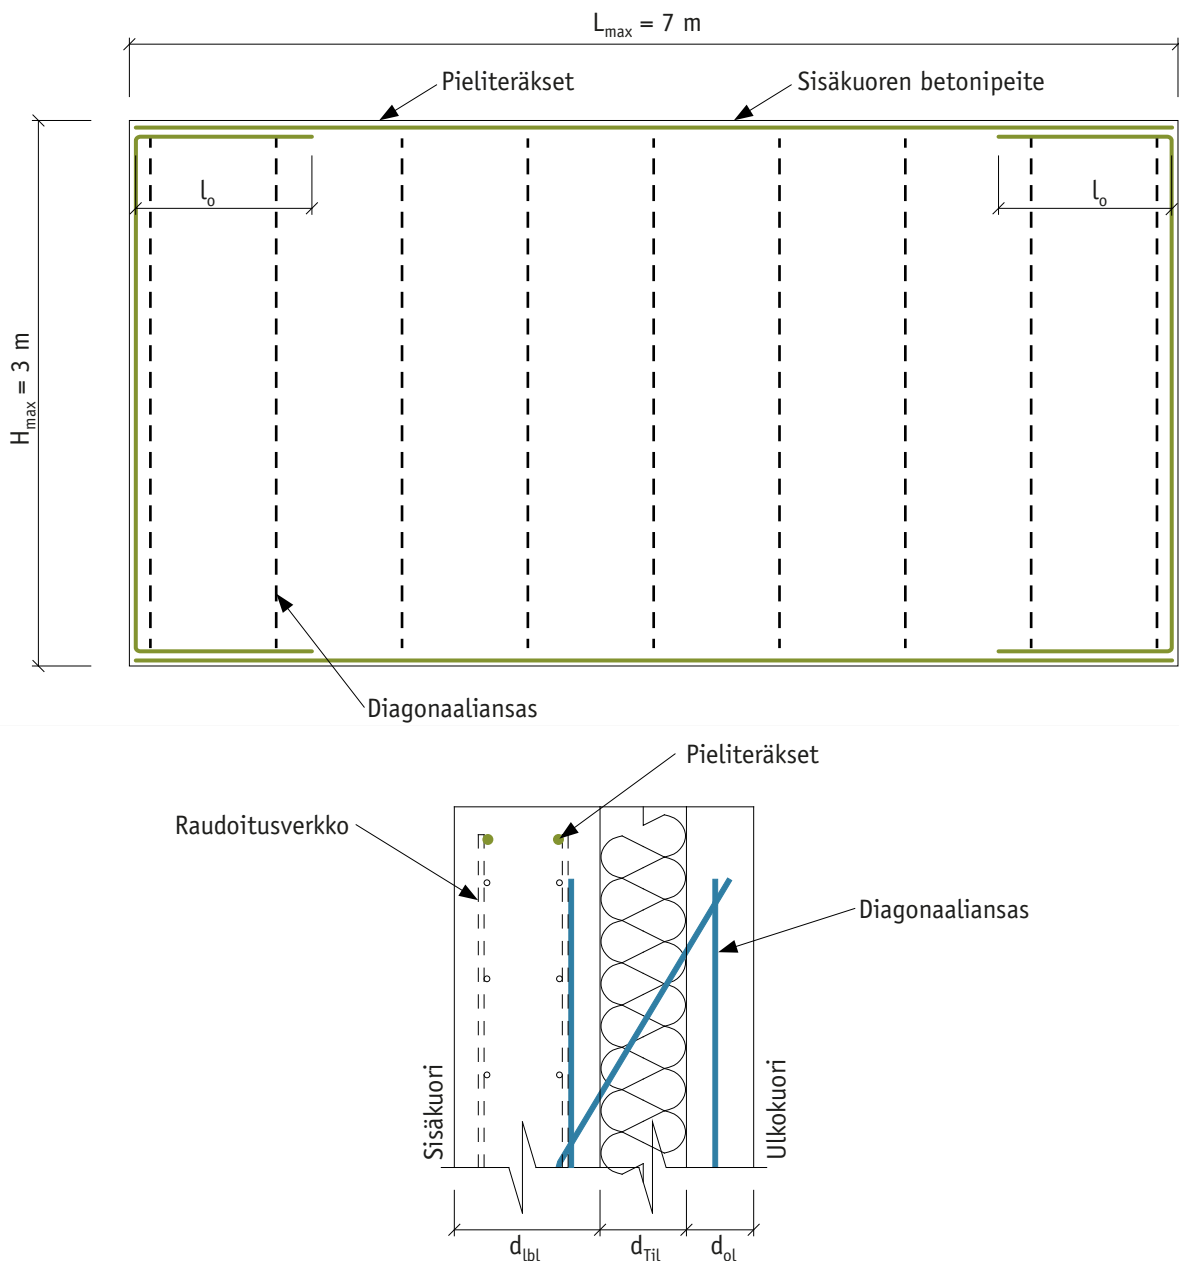 Lmax = 7 m
Pieliteräkset
Sisäkuoren betonipeite
lo
lo
Hmax = 3 m
Diagonaaliansas
Pieliteräkset
Raudoitusverkko
Diagonaaliansas
Sisäkuori
Ulkokuori
dlbl
dTil
dol